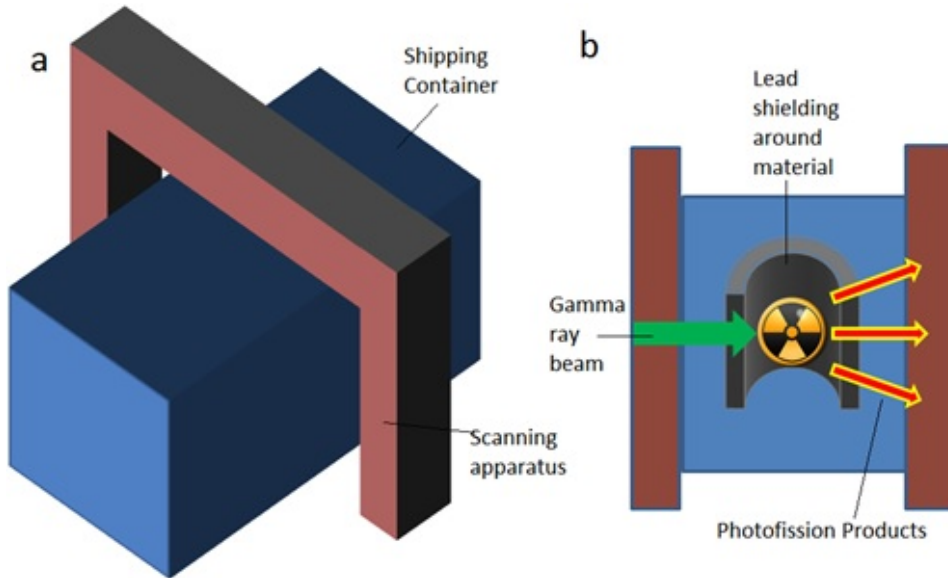 a
Shipping
Container
Scanning
apparatus
b
Lead
shielding
around
material
Gamma
ray
beam
Photofission Products